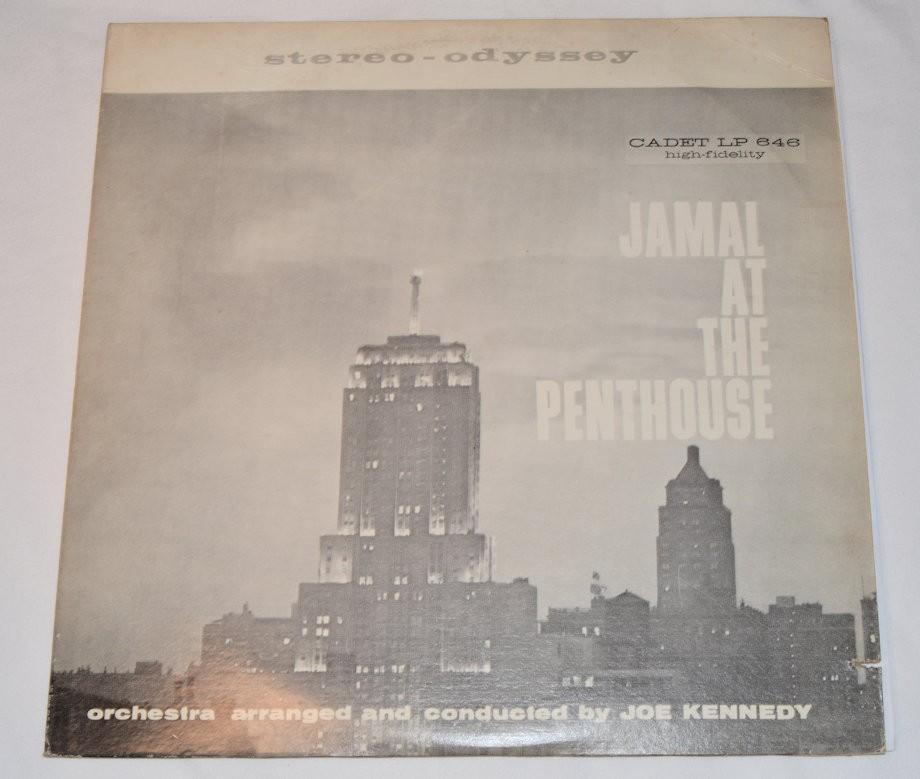 stereo-odyssey
CADET LP 646
high-fidelity
JAMAL
AT
THE
PENTHOUSE
orchestra arranged and conducted by JOE KENNEDY